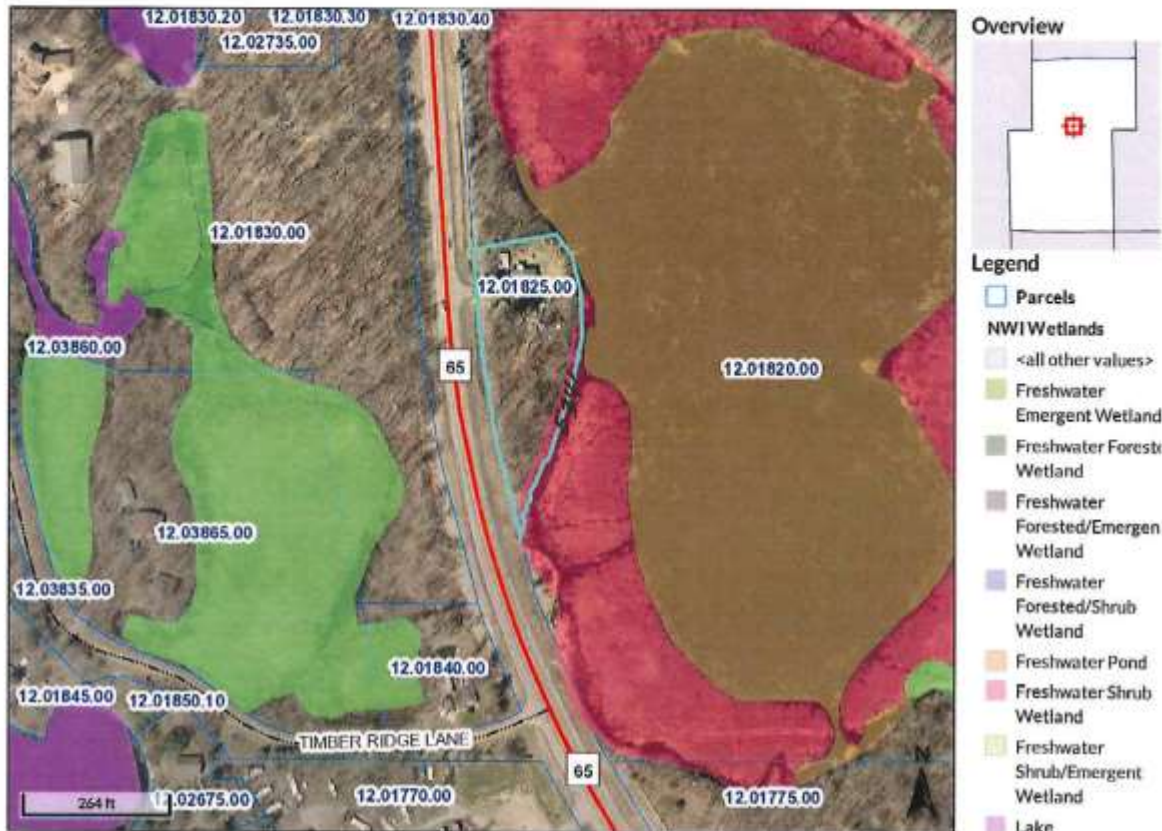 12.01830.20
12.01830.30
12.01830.40
12.02735.00
12.01830.00
12.01825.00
12.03860.00
65
12.01820.00
12.03865.00
12.03835.00
12.01840.00
12.01845.00
12.01850.10
TIMBER RIDGE LANE
N
65
264 ft
12.02675.00
12.01770.00
12.01775.00
Overview
Legend
Parcels
NWI Wetlands
<all other values>
Freshwater
Emergent Wetland
Freshwater Foreste
Wetland
Freshwater
Forested/Emergen
Wetland
Freshwater
Forested/Shrub
Wetland
Freshwater Pond
Freshwater Shrub
Wetland
Freshwater
Shrub/Emergent
Wetland
Lake